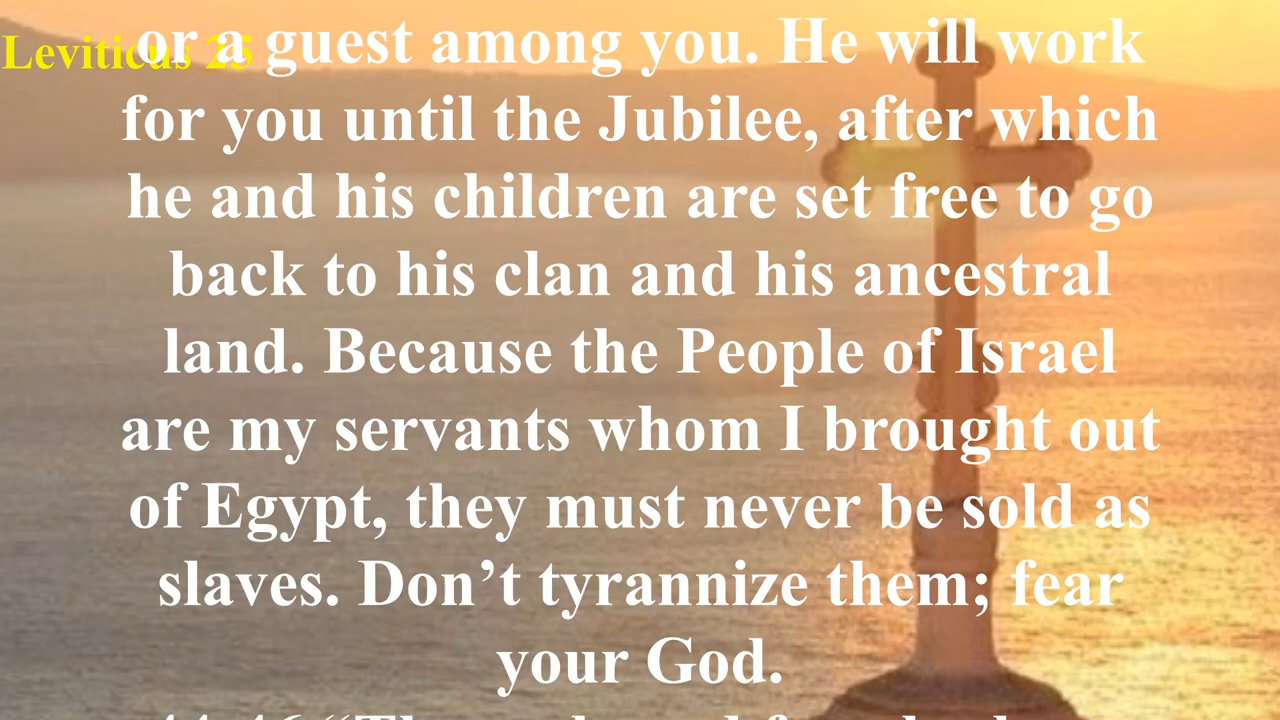 Leviticus 25
or a guest among you. He will work
for you until the Jubilee, after which
he and his children are set free to go
back to his clan and his ancestral
land. Because the People of Israel
are my servants whom I brought out
of Egypt, they must never be sold as
slaves. Don’t tyrannize them; fear
your God.